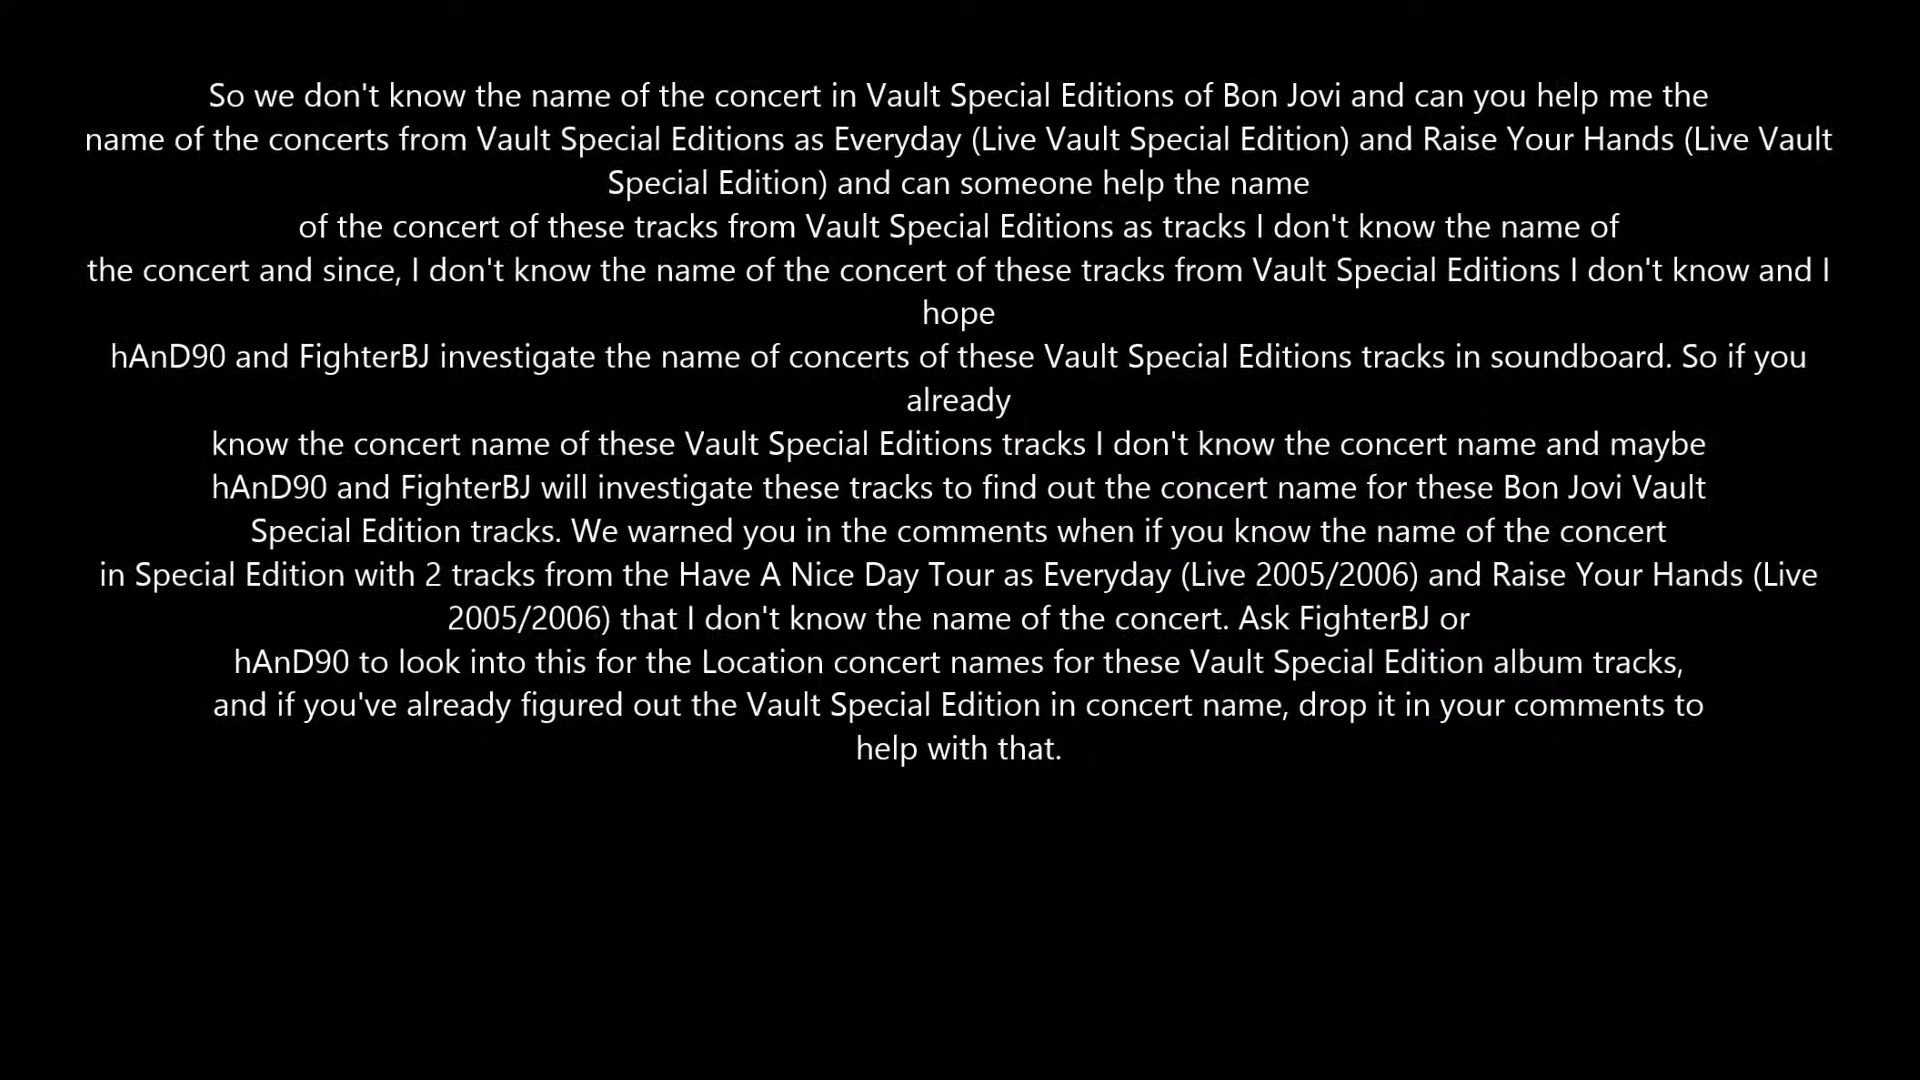 So we don't know the name of the concert in Vault Special Editions of Bon Jovi and can you help me the
name of the concerts from Vault Special Editions as Everyday (Live Vault Special Edition) and Raise Your Hands (Live Vault
Special Edition) and can someone help the name
of the concert of these tracks from Vault Special Editions as tracks I don't know the name of
the concert and since, I don't know the name of the concert of these tracks from Vault Special Editions I don't know and I
hope
hAnD90 and FighterBJ investigate the name of concerts of these Vault Special Editions tracks in soundboard. So if you
already
know the concert name of these Vault Special Editions tracks I don't know the concert name and maybe
hAnD90 and FighterBJ will investigate these tracks to find out the concert name for these Bon Jovi Vault
Special Edition tracks. We warned you in the comments when if you know the name of the concert
in Special Edition with 2 tracks from the Have A Nice Day Tour as Everyday (Live 2005/2006) and Raise Your Hands (Live
2005/2006) that I don't know the name of the concert. Ask FighterBJ or
hAnD90 to look into this for the Location concert names for these Vault Special Edition album tracks,
and if you've already figured out the Vault Special Edition in concert name, drop it in your comments to
help with that.